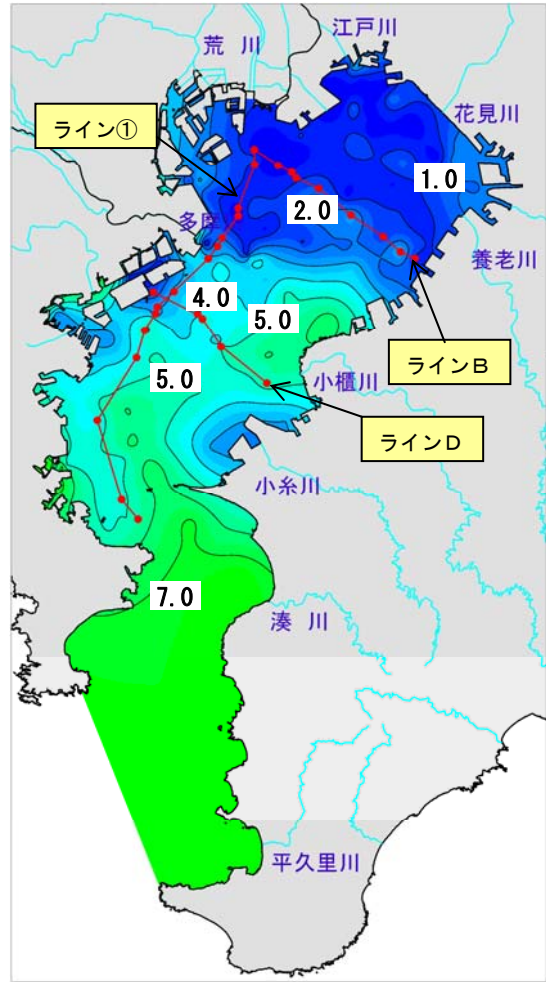 江戸川
荒 川
花見川
ライン①
1.0
2.0
多摩
養老川
4.0
5.0
ラインB
5.0
小櫃川
ラインD
小糸川
7.0
湊 川
平久里川